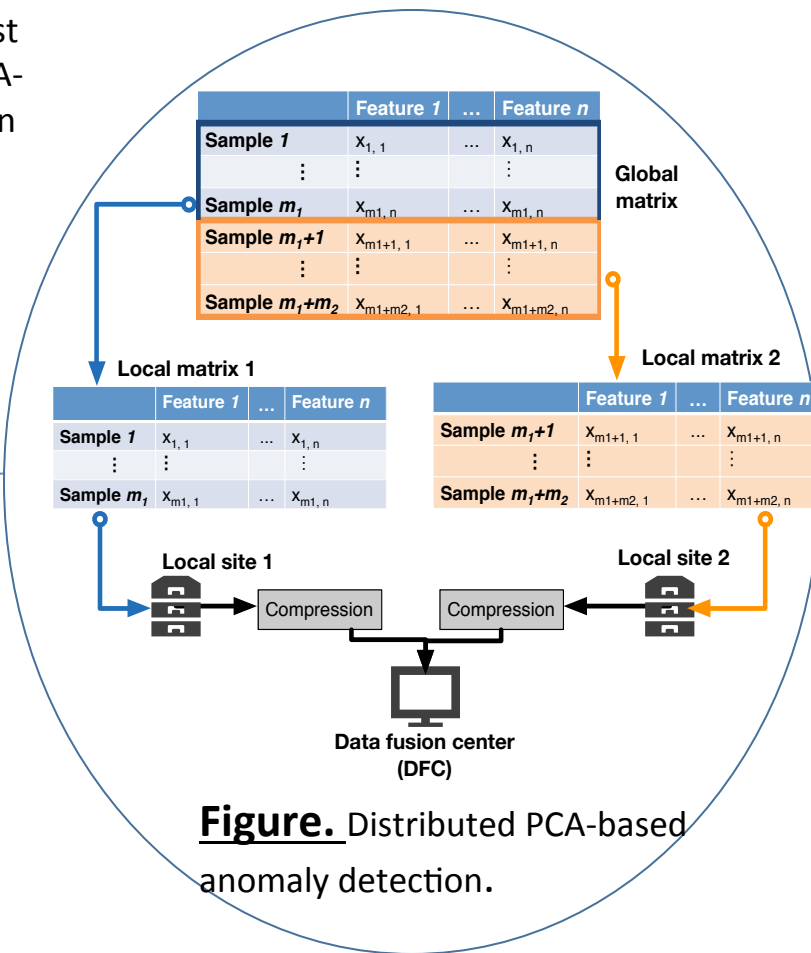 st
A-
n
Feature 1 … Feature n
Sample 1 x1, 1 … x1, n
⋮ ⋮ ⋮
Sample m1 xm1, n … xm1, n
Sample m1+1 xm1+1, 1 … xm1+1, n
⋮ ⋮ ⋮
Sample m1+m2 xm1+m2, 1 … xm1+m2, n
Global
matrix
Local matrix 1
Feature 1 … Feature n
Sample 1 x1, 1 … x1, n
⋮ ⋮ ⋮
Sample m1 xm1, 1 … xm1, n
Local matrix 2
Feature 1 … Feature n
Sample m1+1 xm1+1, 1 … xm1+1, n
⋮ ⋮ ⋮
Sample m1+m2 xm1+m2, 1 … xm1+m2, n
Local site 1
Local site 2
Compression
Compression
Data fusion center
(DFC)
Figure. Distributed PCA-based
anomaly detection.